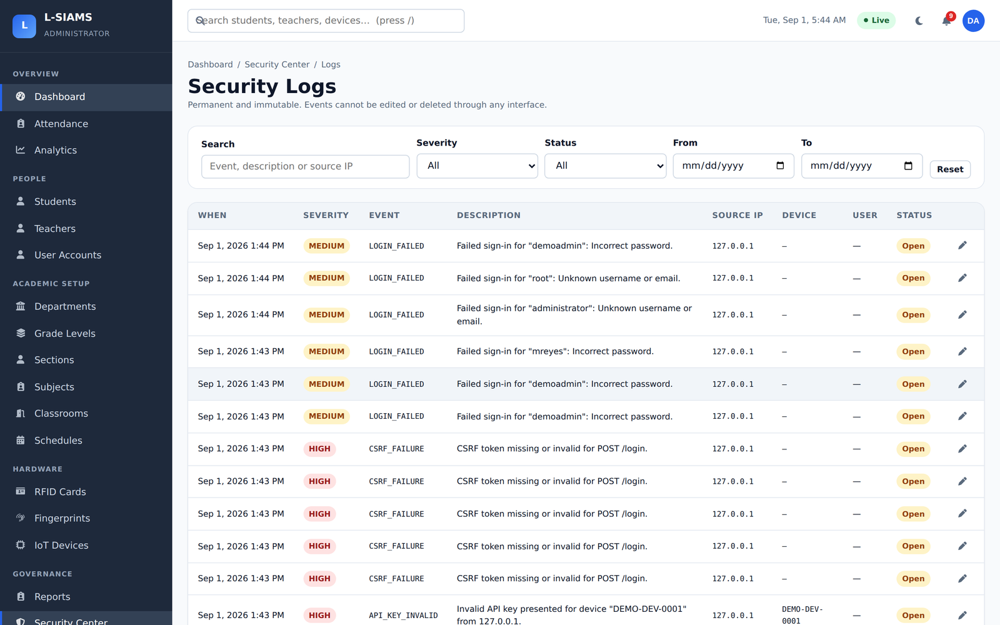 L
L-SIAMS
ADMINISTRATOR
OVERVIEW
Dashboard
Attendance
Analytics
PEOPLE
Students
Teachers
User Accounts
ACADEMIC SETUP
Departments
Grade Levels
Sections
Subjects
Classrooms
Schedules
HARDWARE
RFID Cards
Fingerprints
IoT Devices
GOVERNANCE
Reports
Security Center
Search students, teachers, devices... (press /)
Tue, Sep 1, 5:44 AM
Live
9
DA
Dashboard / Security Center / Logs
Security Logs
Permanent and immutable. Events cannot be edited or deleted through any interface.
Search Severity Status From To
Event, description or source IP All All mm/dd/yyyy mm/dd/yyyy Reset
WHEN SEVERITY EVENT DESCRIPTION SOURCE IP DEVICE USER STATUS
Sep 1, 2026 1:44 PM MEDIUM LOGIN_FAILED Failed sign-in for "demoadmin": Incorrect password. 127.0.0.1 – — Open
Sep 1, 2026 1:44 PM MEDIUM LOGIN_FAILED Failed sign-in for "root": Unknown username or email. 127.0.0.1 – — Open
Sep 1, 2026 1:44 PM MEDIUM LOGIN_FAILED Failed sign-in for "administrator": Unknown username or
email. 127.0.0.1 – — Open
Sep 1, 2026 1:43 PM MEDIUM LOGIN_FAILED Failed sign-in for "mreyes": Incorrect password. 127.0.0.1 – — Open
Sep 1, 2026 1:43 PM MEDIUM LOGIN_FAILED Failed sign-in for "demoadmin": Incorrect password. 127.0.0.1 – — Open
Sep 1, 2026 1:43 PM MEDIUM LOGIN_FAILED Failed sign-in for "demoadmin": Incorrect password. 127.0.0.1 – — Open
Sep 1, 2026 1:43 PM HIGH CSRF_FAILURE CSRF token missing or invalid for POST /login. 127.0.0.1 – — Open
Sep 1, 2026 1:43 PM HIGH CSRF_FAILURE CSRF token missing or invalid for POST /login. 127.0.0.1 – — Open
Sep 1, 2026 1:43 PM HIGH CSRF_FAILURE CSRF token missing or invalid for POST /login. 127.0.0.1 – — Open
Sep 1, 2026 1:43 PM HIGH CSRF_FAILURE CSRF token missing or invalid for POST /login. 127.0.0.1 – — Open
Sep 1, 2026 1:43 PM HIGH CSRF_FAILURE CSRF token missing or invalid for POST /login. 127.0.0.1 – — Open
Sep 1, 2026 1:43 PM HIGH API_KEY_INVALID Invalid API key presented for device "DEMO-DEV-0001"
from 127.0.0.1. 127.0.0.1 DEMO-DEV-
0001 — Open